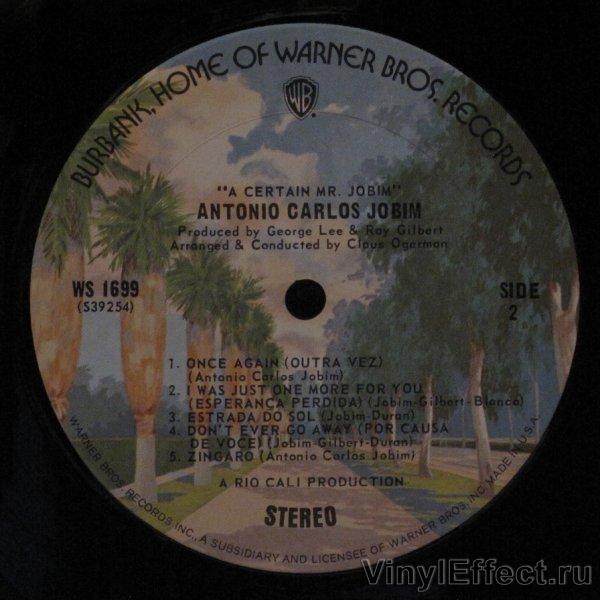 BURBANK, HOME OF WARNER BROS. RECORDS
WB
"A CERTAIN MR. JOBIM"
ANTONIO CARLOS JOBIM
Produced by George Lee & Ray Gilbert
Arranged & Conducted by Claus Ogerman
WS 1699
(S39254)
SIDE
2
1. ONCE AGAIN (OUTRA VEZ)
(Antonio Carlos Jobim)
2. I WAS JUST ONE MORE FOR YOU
(ESPERANÇA PERDIDA) (Jobim-Gilbert-Blanco)
3. ESTRADA DO SOL (Jobim-Duran)
4. DON'T EVER GO AWAY (POR CAUSA
DE VOCE) (Jobim-Gilbert-Duran)
5. ZINGARO (Antonio Carlos Jobim)
A RIO CALI PRODUCTION
STEREO
WARNER BROS. RECORDS INC., A SUBSIDIARY AND LICENSEE OF WARNER BROS. INC. MADE IN U.S.A.
VinylEffect.ru